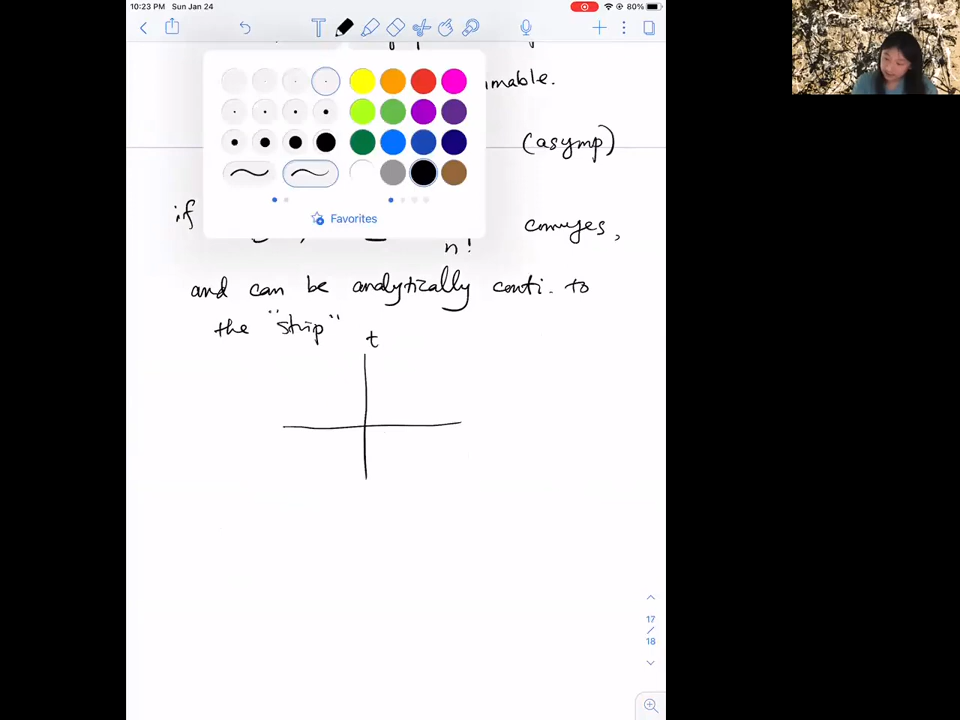 10:23 PM Sun Jan 24
80%
T
mable.
(asymp)
if
converges,
n!
Favorites
and can be analytically conti. to
the "strip"
t
17
/
18